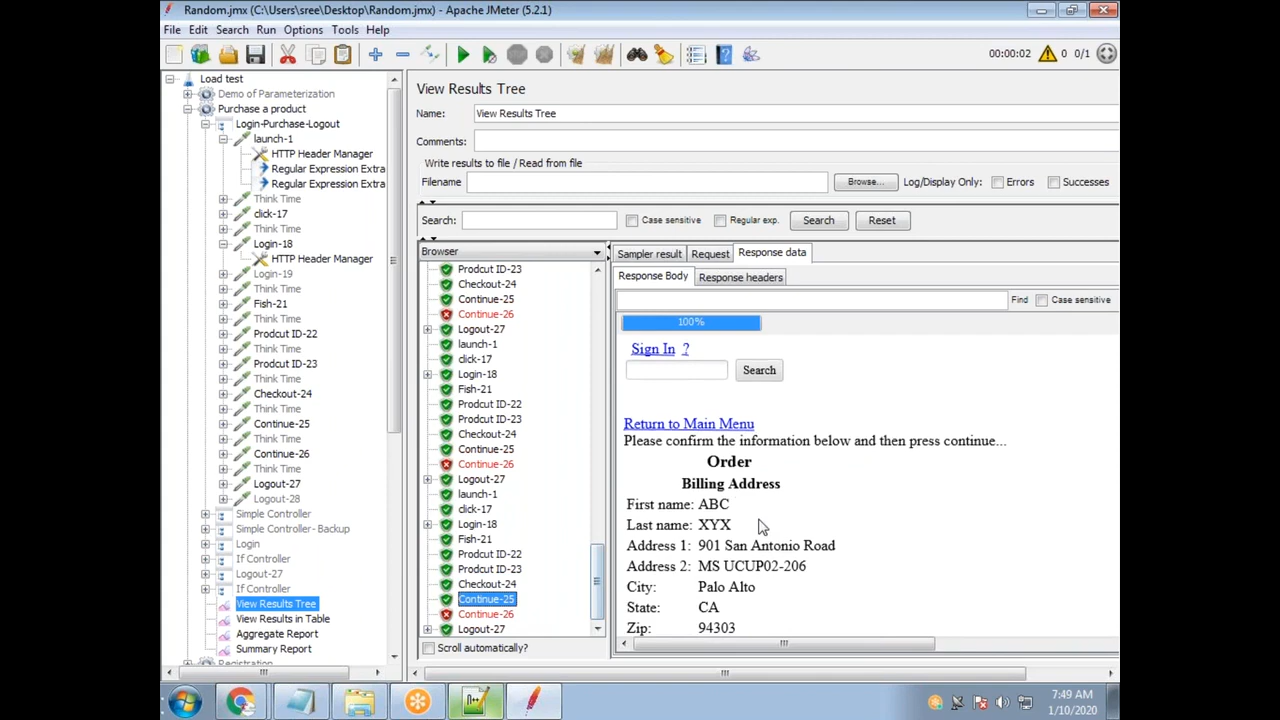 Random.jmx (C:\Users\sree\Desktop\Random.jmx) - Apache JMeter (5.2.1)
File Edit Search Run Options Tools Help
00:00:02 0 0/1
Load test
Demo of Parameterization
Purchase a product
Login-Purchase-Logout
launch-1
HTTP Header Manager
Regular Expression Extra
Regular Expression Extra
Think Time
click-17
Think Time
Login-18
HTTP Header Manager
Login-19
Think Time
Fish-21
Think Time
Prodcut ID-22
Think Time
Prodcut ID-23
Think Time
Checkout-24
Think Time
Continue-25
Think Time
Continue-26
Think Time
Logout-27
Logout-28
Simple Controller
Simple Controller- Backup
Login
If Controller
Logout-27
If Controller
View Results Tree
View Results in Table
Aggregate Report
Summary Report
Registration
View Results Tree
Name: View Results Tree
Comments:
Write results to file / Read from file
Filename Browse... Log/Display Only: Errors Successes
Search: Case sensitive Regular exp. Search Reset
Browser
Prodcut ID-23
Checkout-24
Continue-25
Continue-26
Logout-27
launch-1
click-17
Login-18
Fish-21
Prodcut ID-22
Prodcut ID-23
Checkout-24
Continue-25
Continue-26
Logout-27
launch-1
click-17
Login-18
Fish-21
Prodcut ID-22
Prodcut ID-23
Checkout-24
Continue-25
Continue-26
Logout-27
Scroll automatically?
Sampler result Request Response data
Response Body Response headers
Find Case sensitive
100%
Sign In ?
Search
Return to Main Menu
Please confirm the information below and then press continue...
Order
Billing Address
First name: ABC
Last name: XYX
Address 1: 901 San Antonio Road
Address 2: MS UCUP02-206
City: Palo Alto
State: CA
Zip: 94303
7:49 AM
1/10/2020